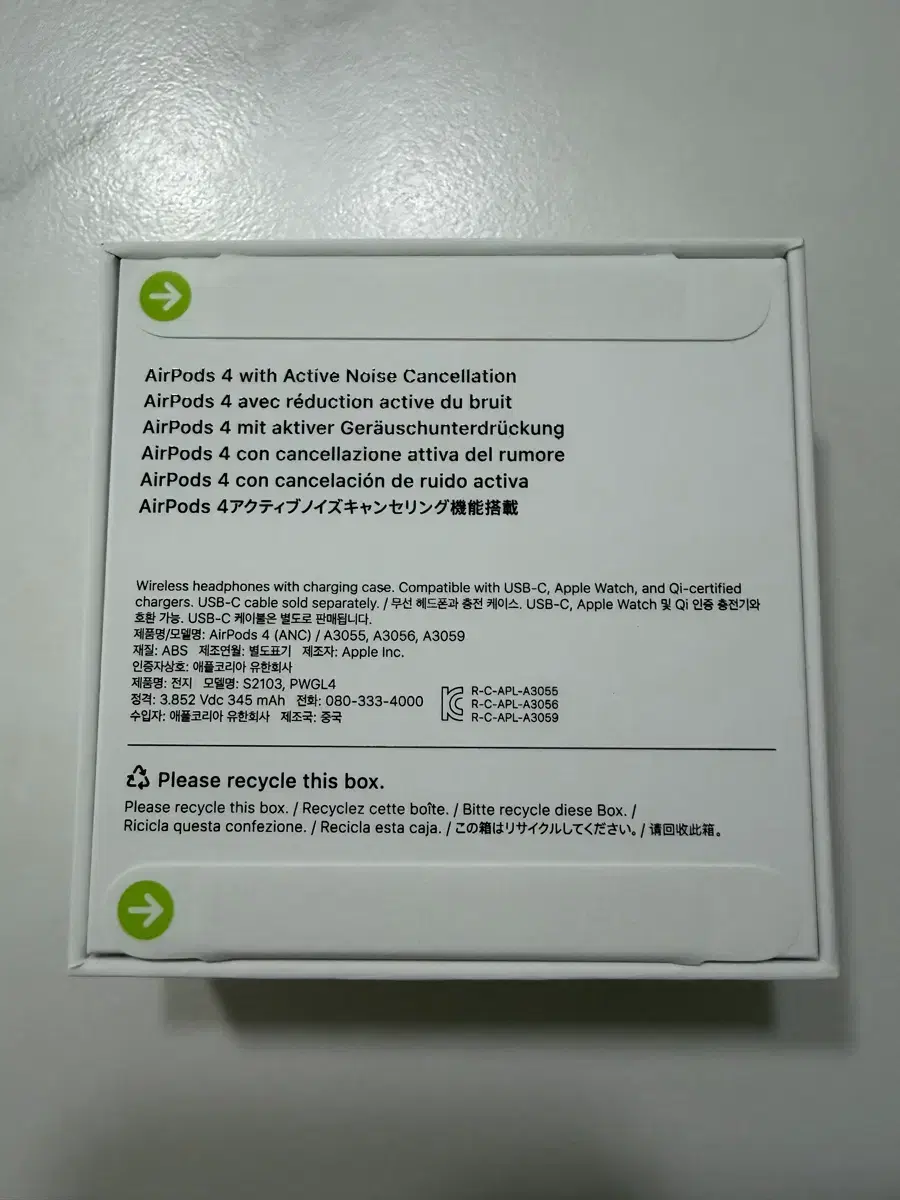 AirPods 4 with Active Noise Cancellation
AirPods 4 avec réduction active du bruit
AirPods 4 mit aktiver Geräuschunterdrückung
AirPods 4 con cancellazione attiva del rumore
AirPods 4 con cancelación de ruido activa
AirPods 4アクティブノイズキャンセリング機能搭載
Wireless headphones with charging case. Compatible with USB-C, Apple Watch, and Qi-certified
chargers. USB-C cable sold separately. / 무선 헤드폰과 충전 케이스. USB-C, Apple Watch 및 Qi 인증 충전기와
호환 가능. USB-C 케이블은 별도로 판매됩니다.
제품명/모델명: AirPods 4 (ANC) / A3055, A3056, A3059
재질: ABS 제조연월: 별도표기 제조자: Apple Inc.
인증자상호: 애플코리아 유한회사
제품명: 전지 모델명: S2103, PWGL4
정격: 3.852 Vdc 345 mAh 전화: 080-333-4000
수입자: 애플코리아 유한회사 제조국: 중국
R-C-APL-A3055
R-C-APL-A3056
R-C-APL-A3059
Please recycle this box.
Please recycle this box. / Recyclez cette boîte. / Bitte recycle diese Box. /
Ricicla questa confezione. / Recicla esta caja. / この箱はリサイクルしてください。/ 请回收此箱。